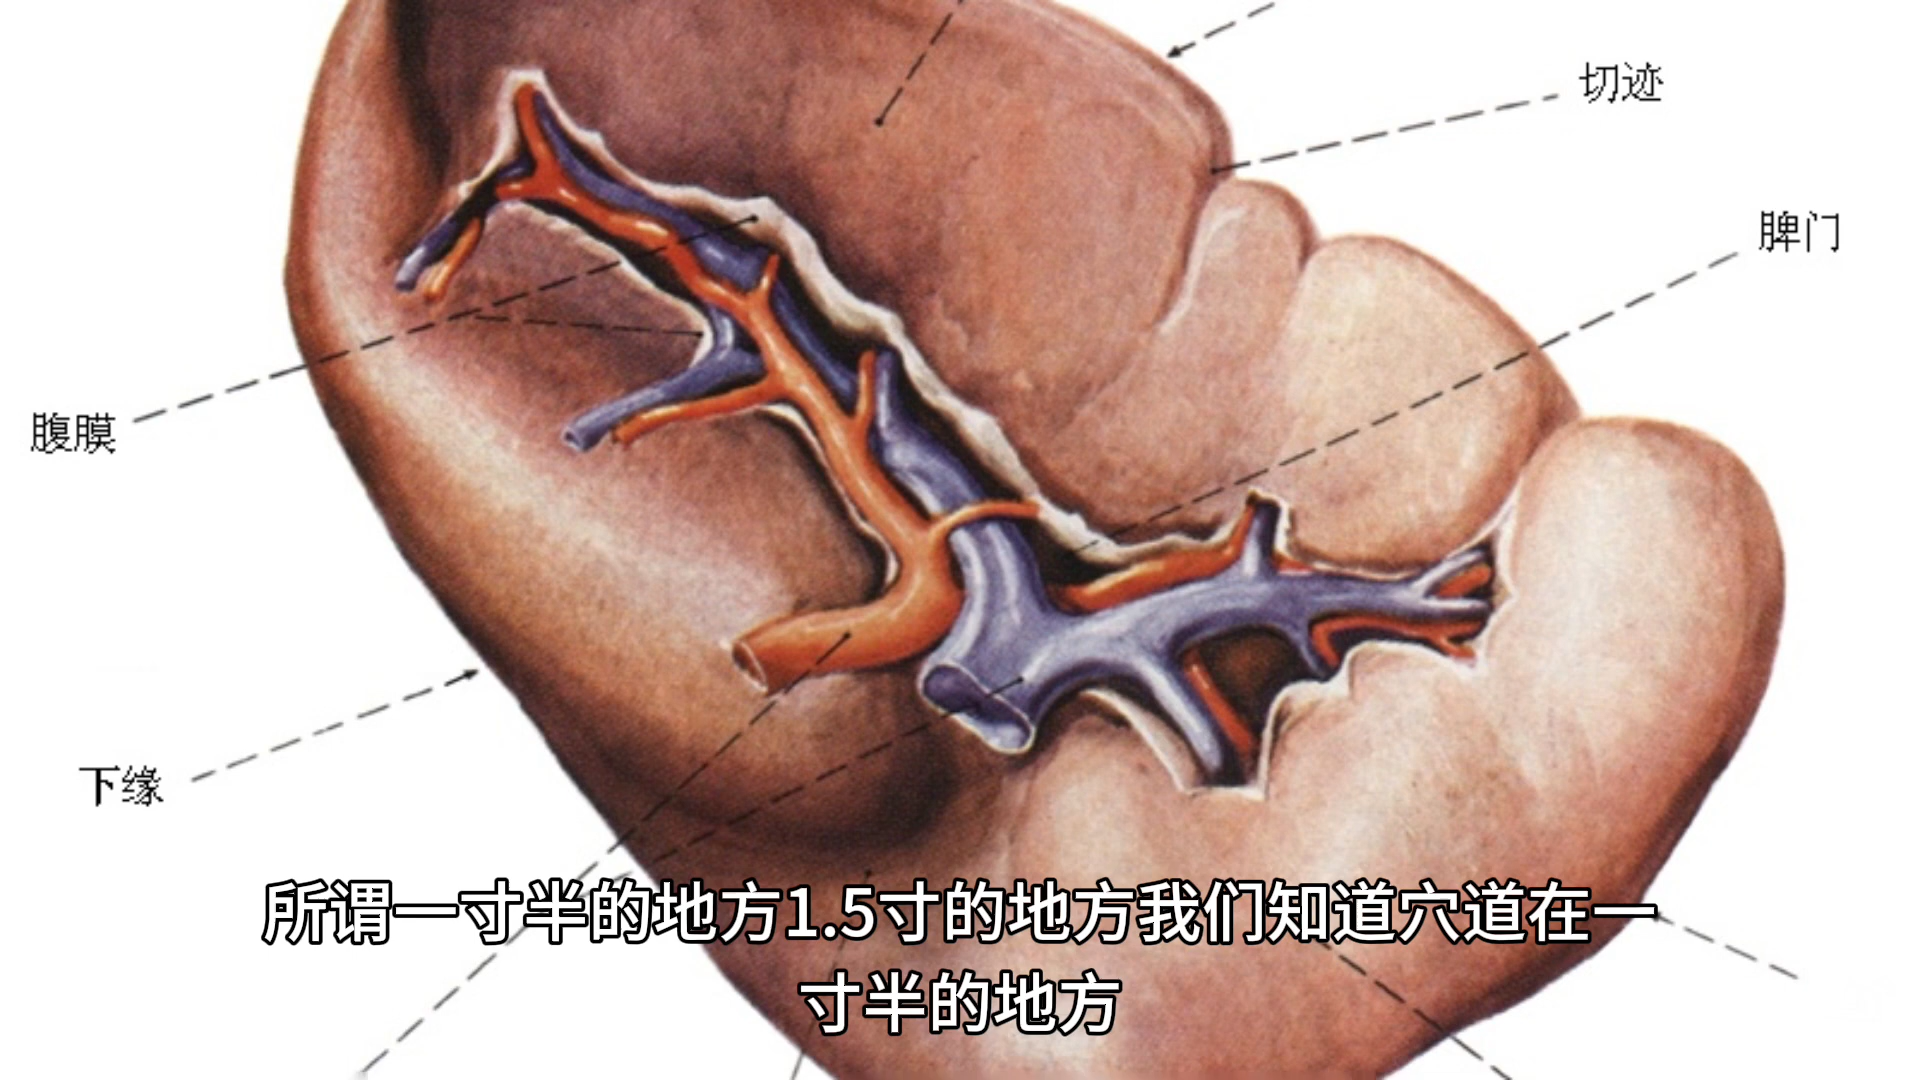 切迹
脾门
腹膜
下缘
所谓一寸半的地方1.5寸的地方我们知道穴道在一
寸半的地方